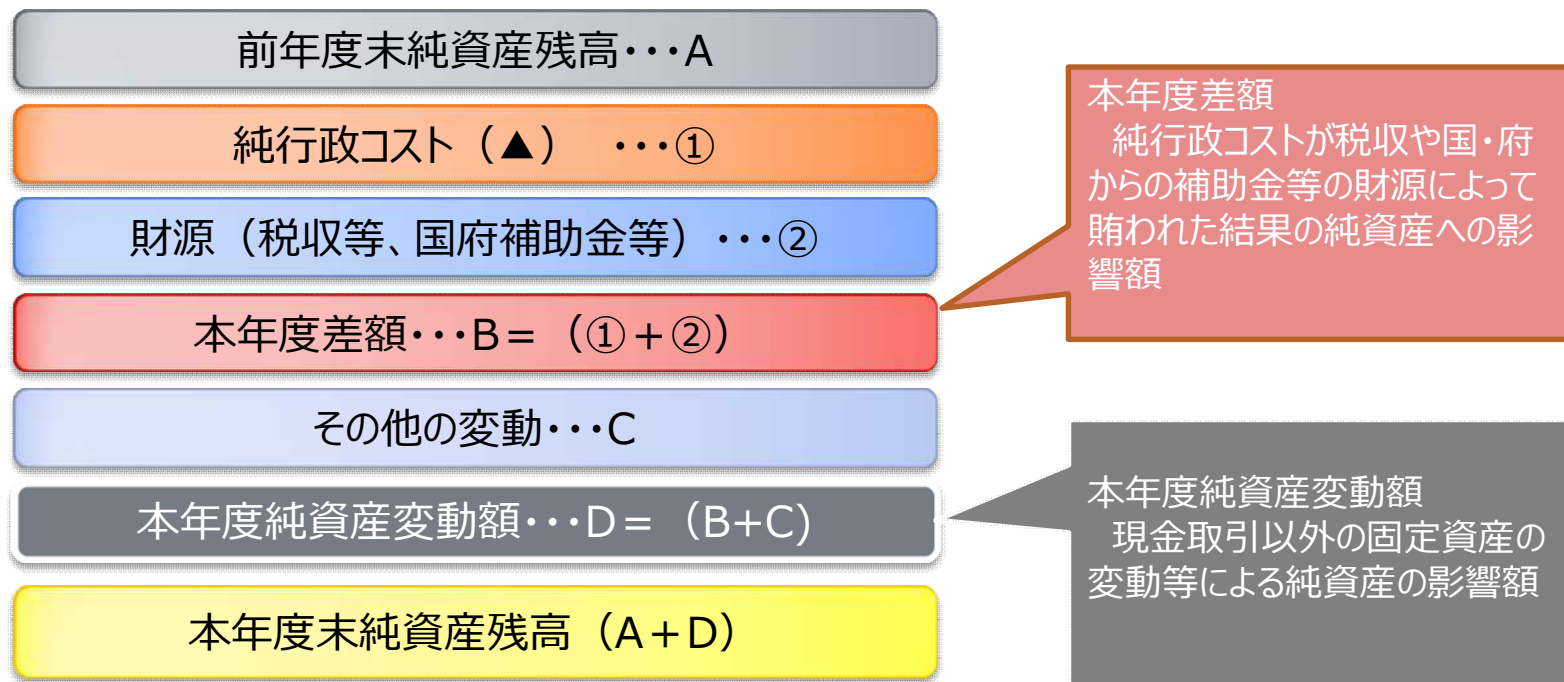 前年度末純資産残高･･･A
純行政コスト（▲）　･･･①
財源（税収等、国府補助金等）･･･②
本年度差額･･･B＝（①＋②）
その他の変動･･･C
本年度純資産変動額･･･D＝（B+C）
本年度末純資産残高（A＋D）
本年度差額
　純行政コストが税収や国･府
からの補助金等の財源によって
賄われた結果の純資産への影
響額
本年度純資産変動額
　現金取引以外の固定資産の
変動等による純資産の影響額